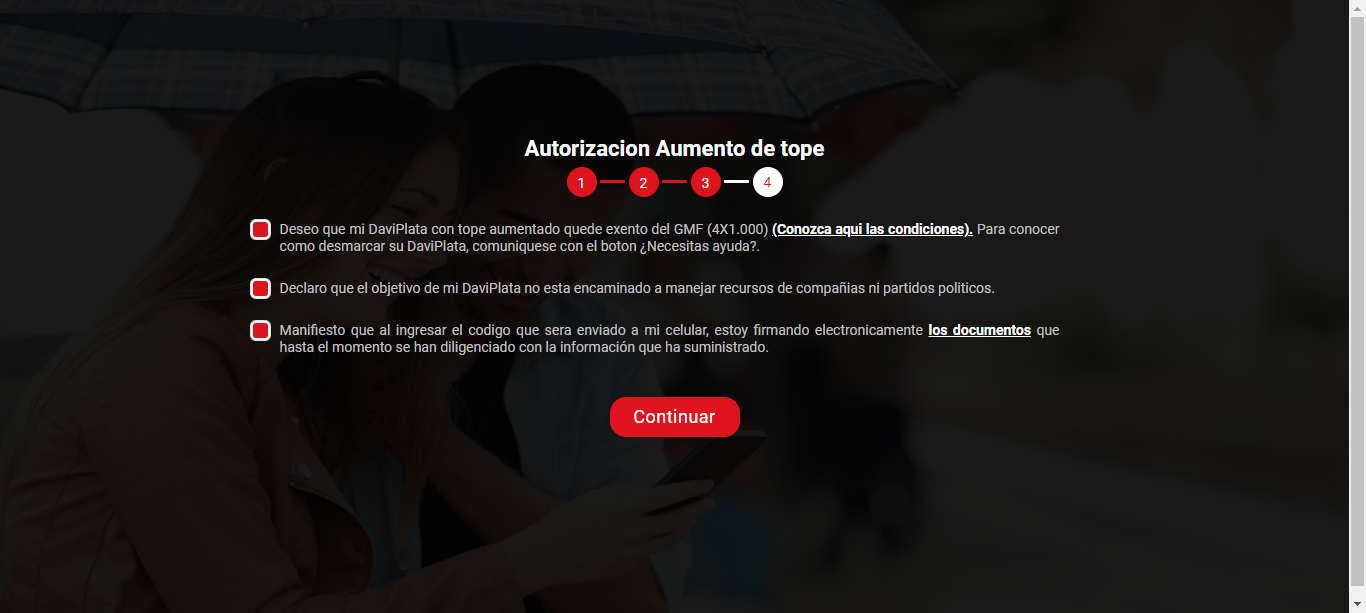 Autorizacion Aumento de tope
1 2 3 4
Deseo que mi DaviPlata con tope aumentado quede exento del GMF (4X1.000) (Conozca aqui las condiciones). Para conocer
como desmarcar su DaviPlata, comuniquese con el boton ¿Necesitas ayuda?.
Declaro que el objetivo de mi DaviPlata no esta encaminado a manejar recursos de compañias ni partidos politicos.
Manifiesto que al ingresar el codigo que sera enviado a mi celular, estoy firmando electronicamente los documentos que
hasta el momento se han diligenciado con la información que ha suministrado.
Continuar